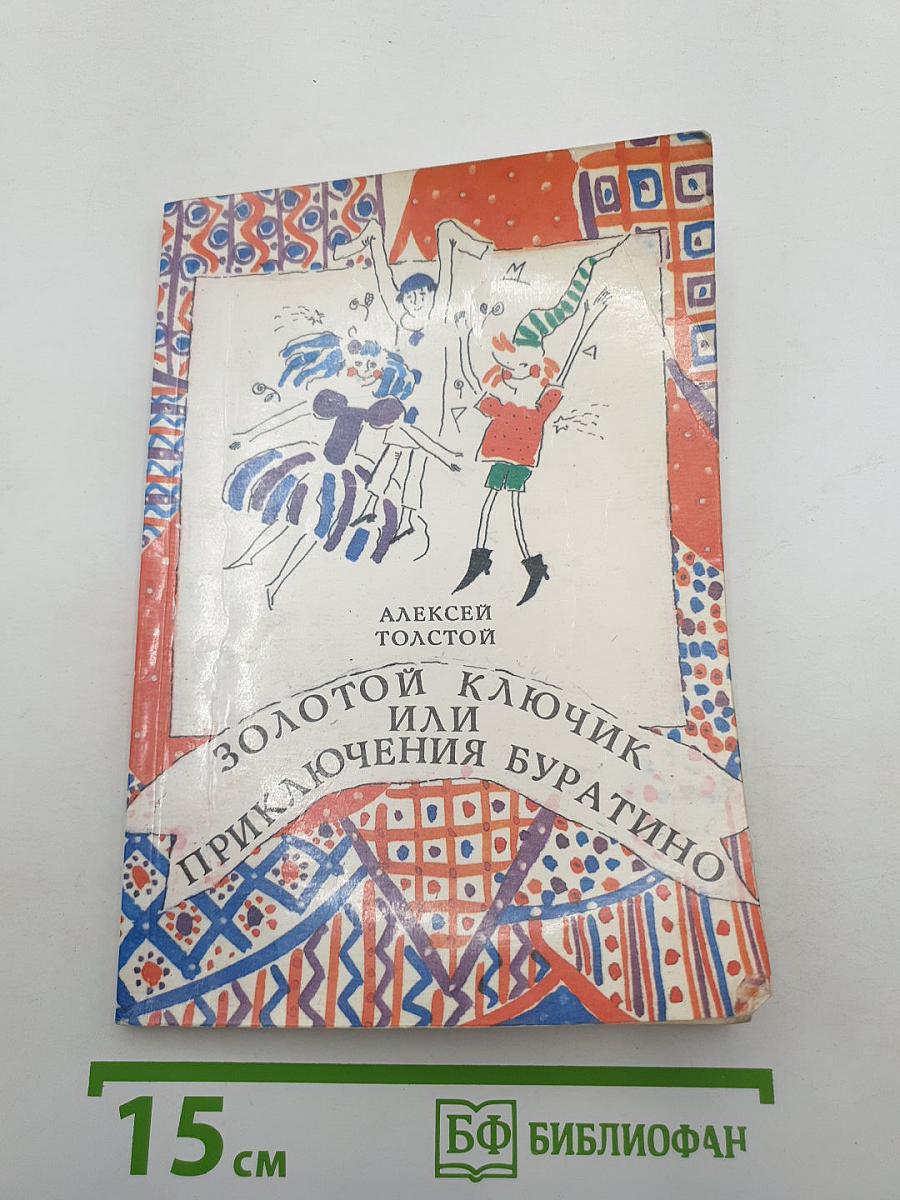 АЛЕКСЕЙ
ТОЛСТОЙ
ЗОЛОТОЙ КЛЮЧИК
ИЛИ
ПРИКЛЮЧЕНИЯ БУРАТИНО
15 см
БФ БИБЛИОФАН